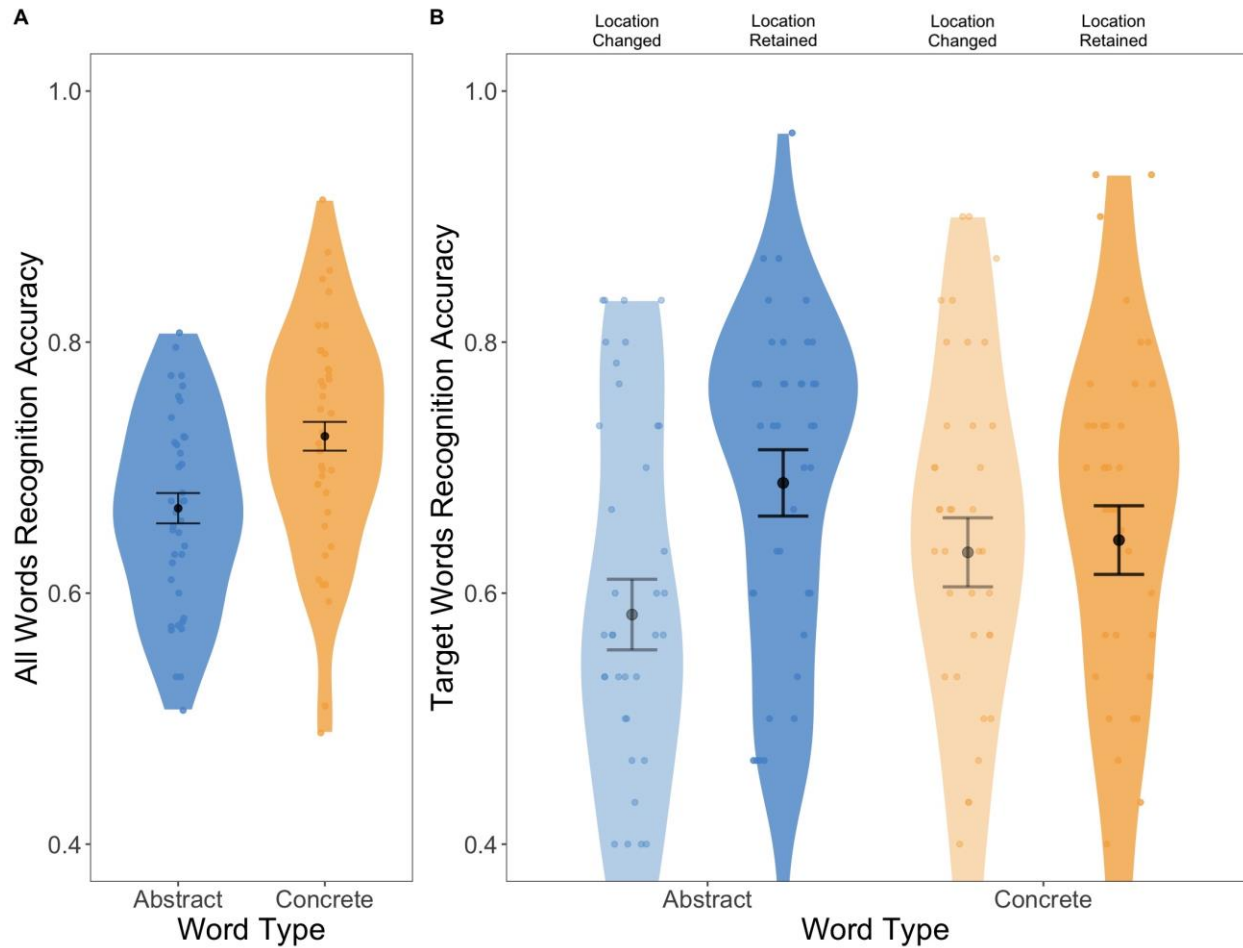 A
All Words Recognition Accuracy
1.0
0.8
0.6
0.4
Abstract
Concrete
Word Type
B
Location
Changed
Location
Retained
Location
Changed
Location
Retained
Target Words Recognition Accuracy
1.0
0.8
0.6
0.4
Abstract
Concrete
Word Type